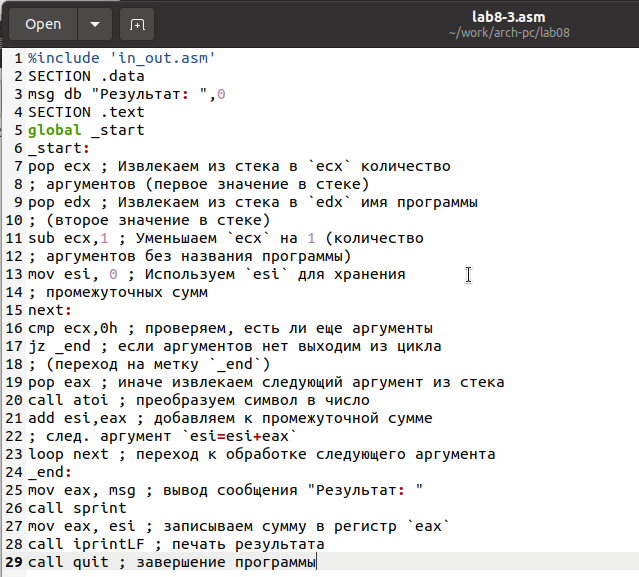 Open
lab8-3.asm
~/work/arch-pc/lab08
1 %include 'in_out.asm'
2 SECTION .data
3 msg db "Результат: ",0
4 SECTION .text
5 global _start
6 _start:
7 pop ecx ; Извлекаем из стека в `ecx` количество
8 ; аргументов (первое значение в стеке)
9 pop edx ; Извлекаем из стека в `edx` имя программы
10 ; (второе значение в стеке)
11 sub ecx,1 ; Уменьшаем `ecx` на 1 (количество
12 ; аргументов без названия программы)
13 mov esi, 0 ; Используем `esi` для хранения
14 ; промежуточных сумм
15 next:
16 cmp ecx,0h ; проверяем, есть ли еще аргументы
17 jz _end ; если аргументов нет выходим из цикла
18 ; (переход на метку `_end`)
19 pop eax ; иначе извлекаем следующий аргумент из стека
20 call atoi ; преобразуем символ в число
21 add esi,eax ; добавляем к промежуточной сумме
22 ; след. аргумент `esi=esi+eax`
23 loop next ; переход к обработке следующего аргумента
24 _end:
25 mov eax, msg ; вывод сообщения "Результат: "
26 call sprint
27 mov eax, esi ; записываем сумму в регистр `eax`
28 call iprintLF ; печать результата
29 call quit ; завершение программы